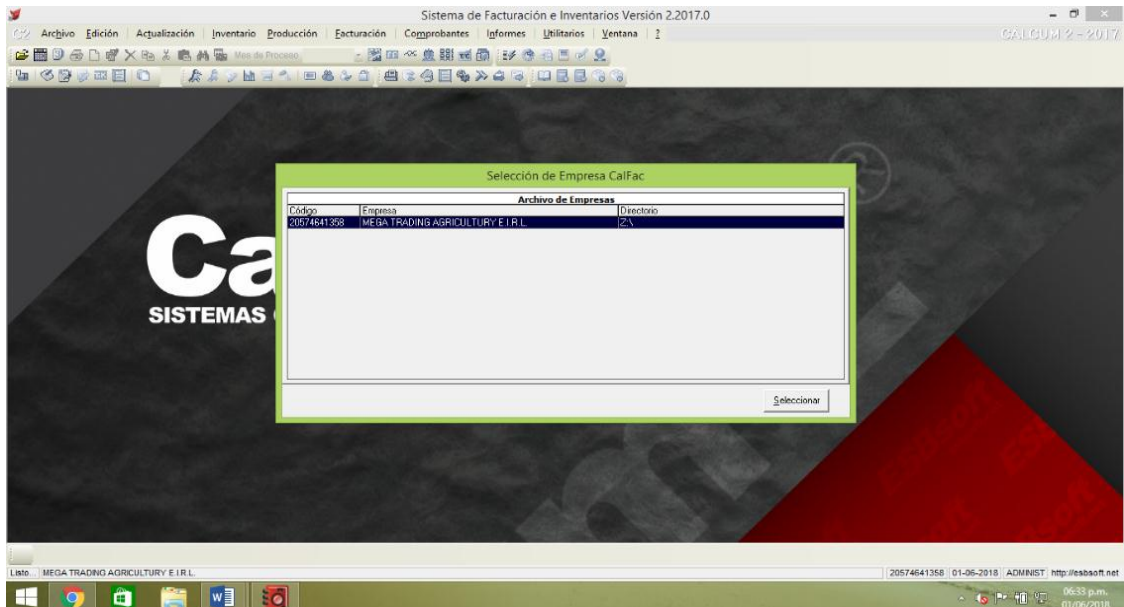 Sistema de Facturación e Inventarios Versión 2.2017.0
Archivo Edición Actualización Inventario Producción Facturación Comprobantes Informes Utilitarios Ventana ? CALCUM 2 - 2017
Mes de Proceso
Selección de Empresa CalFac
Archivo de Empresas
Código Empresa Directorio
20574641358 MEGA TRADING AGRICULTURY E.I.R.L. Z:\
Seleccionar
Ca
SISTEMAS
Esbsoft
Listo... MEGA TRADING AGRICULTURY E.I.R.L. 20574641358 01-06-2018 ADMINIST http://esbsoft.net
06:33 p.m.
01/06/2018